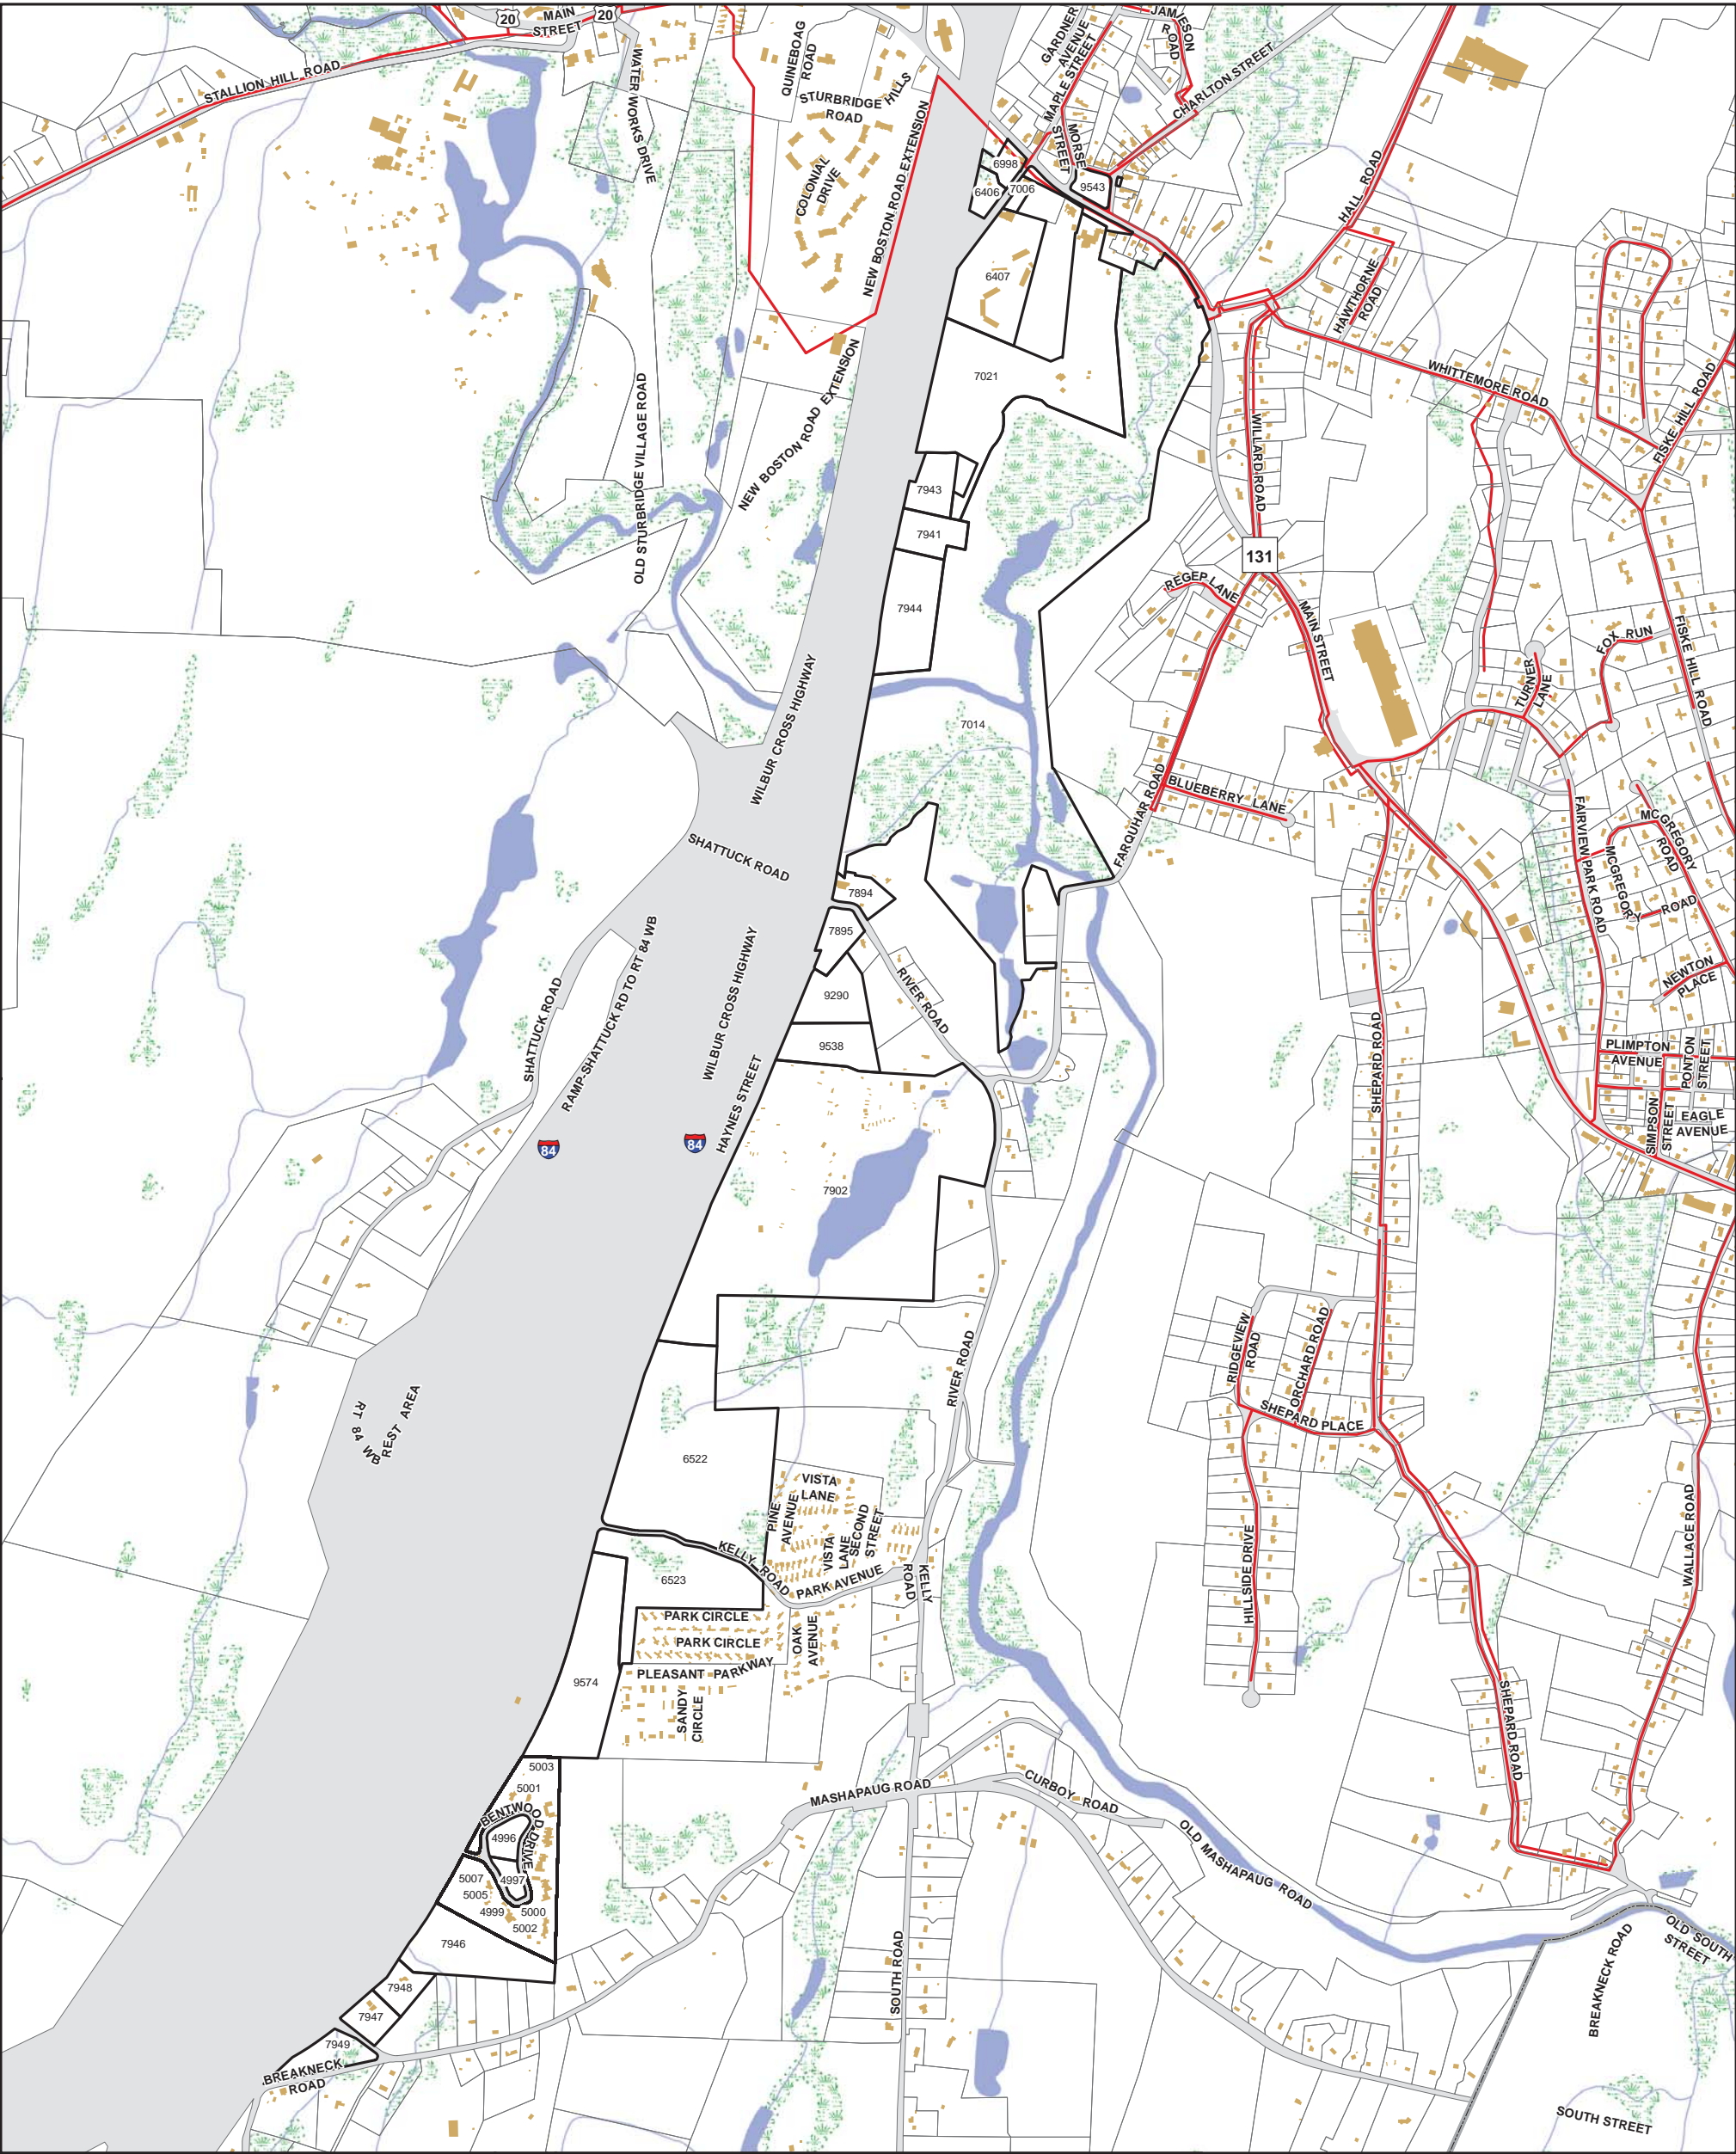 20
MAIN
STREET
20
STALLION HILL ROAD
WATER WORKS DRIVE
QUINEBOAG
ROAD
STURBRIDGE HILLS
ROAD
COLONIAL
DRIVE
NEW BOSTON ROAD EXTENSION
GARDNER
AVENUE
MAPLE STREET
JAMESON
ROAD
CHARLTON STREET
MORSE
STREET
6998
6406
7006
9543
HALL ROAD
HAWTHORNE
ROAD
6407
7021
WHITTEMORE ROAD
FISKE HILL ROAD
OLD STURBRIDGE VILLAGE ROAD
NEW BOSTON ROAD EXTENSION
WILLARD ROAD
7943
7941
7944
131
REGEP LANE
MAIN STREET
FOX RUN
TURNER
LANE
FISKE HILL ROAD
WILBUR CROSS HIGHWAY
7014
FARQUHAR ROAD
BLUEBERRY LANE
SHATTUCK ROAD
FAIRVIEW PARK ROAD
MCGREGORY
ROAD
MCGREGORY ROAD
7894
7895
9290
9538
RIVER ROAD
NEWTON
PLACE
SHATTUCK ROAD
RAMP-SHATTUCK RD TO RT 84 WB
WILBUR CROSS HIGHWAY
HAYNES STREET
84
84
SHEPARD ROAD
PLIMPTON
AVENUE
PONTON
STREET
SIMPSON
STREET
EAGLE
AVENUE
7902
RIVER ROAD
RIDGEVIEW
ROAD
ORCHARD ROAD
SHEPARD PLACE
RT 84 WB
REST AREA
6522
VISTA
LANE
PINE
AVENUE
VISTA
LANE
SECOND
STREET
KELLY ROAD
PARK AVENUE
KELLY
ROAD
6523
PARK CIRCLE
PARK CIRCLE
OAK
AVENUE
PLEASANT PARKWAY
SANDY
CIRCLE
9574
HILLSIDE DRIVE
WALLACE ROAD
SHEPARD ROAD
5003
5001
BENTWOOD DRIVE
4996
4997
5007
5005
4999
5000
5002
7946
7948
7947
7949
BREAKNECK
ROAD
MASHAPAUG ROAD
CURBOY ROAD
OLD MASHAPAUG ROAD
SOUTH ROAD
BREAKNECK ROAD
OLD SOUTH
STREET
SOUTH STREET